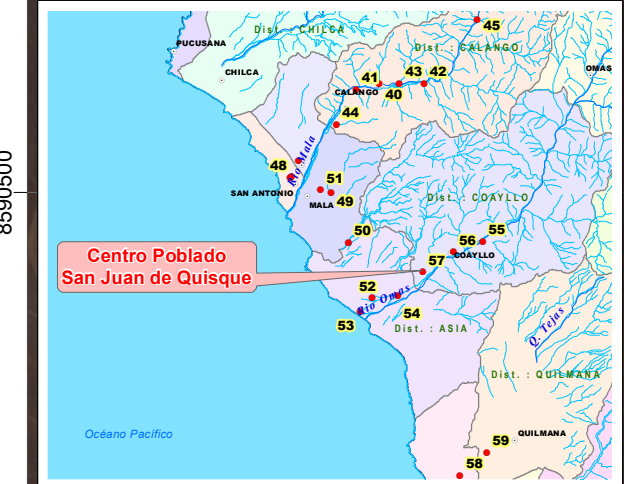 Dist. : CHILCA
PUCUSANA
CHILCA
45
Dist. : CALANGO
OMAS
41
43
42
CALANGO
40
44
Rio Mala
48
51
SAN ANTONIO
MALA
49
Dist. : COAYLLO
8590500
50
55
56
COAYLLO
57
Centro Poblado
San Juan de Quisque
52
Rio Omas
54
53
Dist. : ASIA
Q. Tejas
Dist. : QUILMANA
Océano Pacífico
59
QUILMANA
58